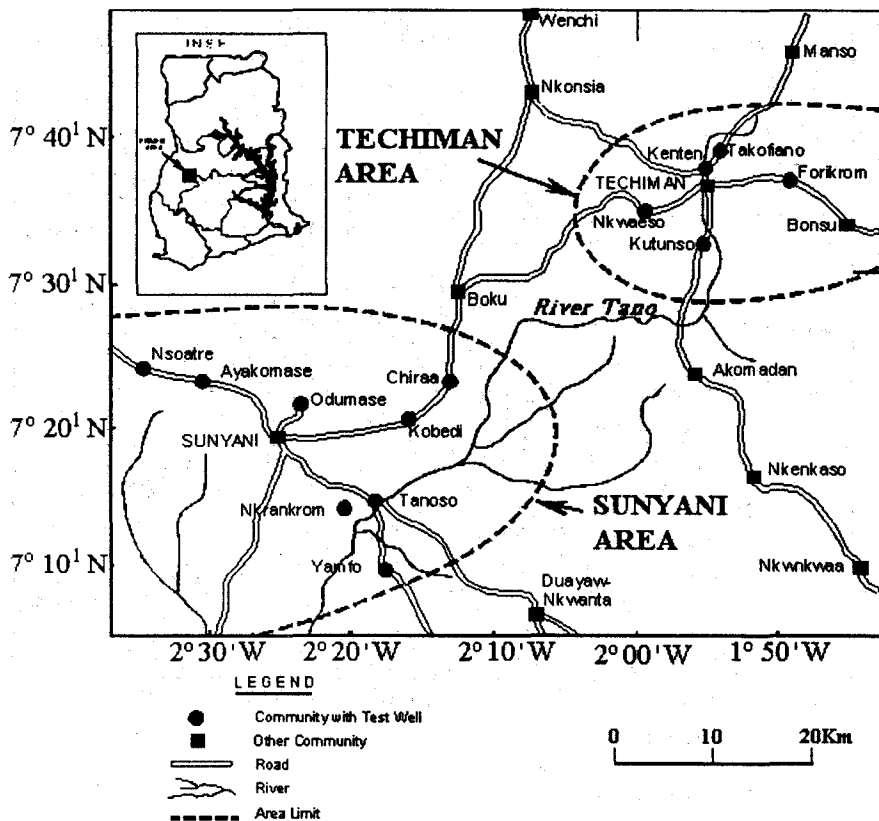 INSE
Wenchi
Manso
Nkonsia
7° 40¹ N
TECHIMAN
AREA
Kenten
Takofiano
TECHIMAN
Forikrom
Nkwaeso
Bonsu
Kutunso
7° 30¹ N
Boku
River Tano
Nsoatre
Ayakomase
Chiraa
Akomadan
Odumase
7° 20¹ N
SUNYANI
Kobedi
Nkenkaso
Tanoso
SUNYANI
AREA
Nkrankrom
7° 10¹ N
Yamfo
Duayaw-
Nkwanta
Nkwnkwaa
2° 30'W
2° 20'W
2° 10'W
2° 00'W
1° 50'W
LEGEND
Community with Test Well
Other Community
Road
River
Area Limit
0 10 20Km